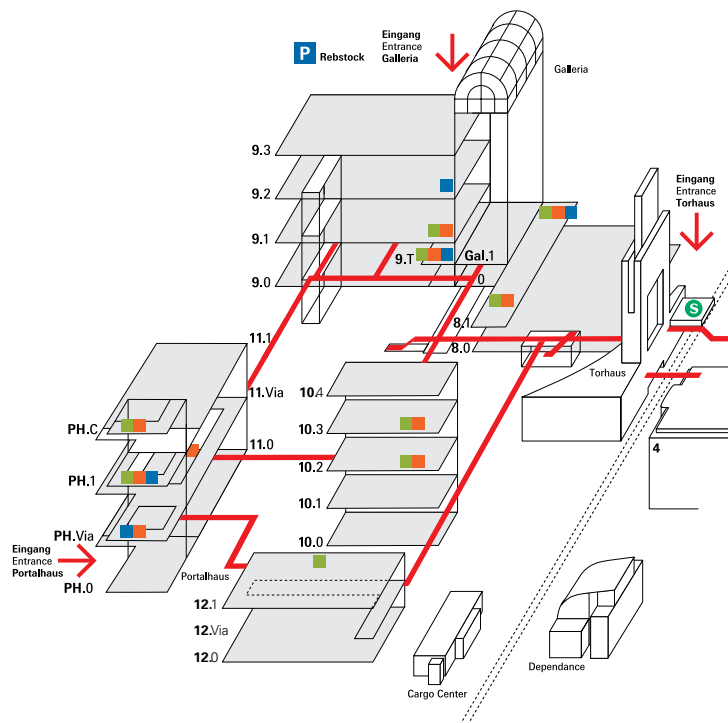 P Rebstock
Eingang
Entrance
Galleria
Galleria
9.3
9.2
9.1
9.T
Gal.1
0
9.0
Eingang
Entrance
Torhaus
S
8.1
8.0
Torhaus
11.1
11.Via
11.0
10.4
10.3
10.2
10.1
10.0
4
PH.C
PH.1
PH.Via
PH.0
Eingang
Entrance
Portalhaus
Portalhaus
12.1
12.Via
12.0
Cargo Center
Dependance